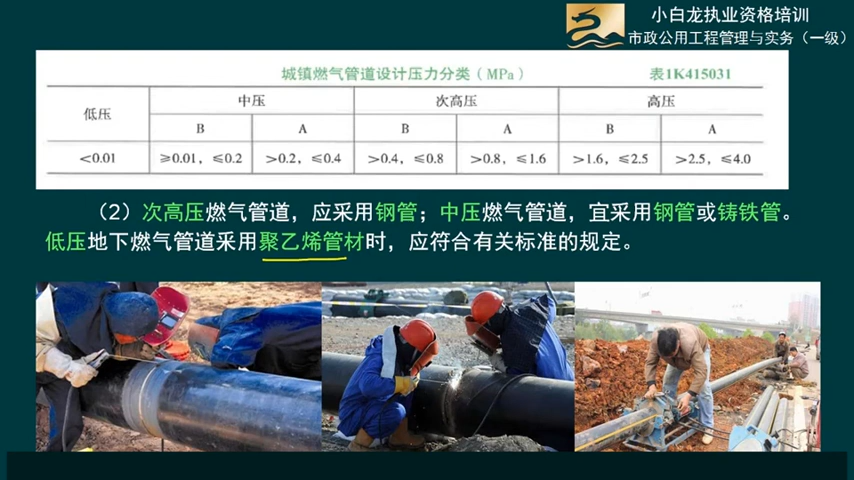 小白龙执业资格培训
市政公用工程管理与实务（一级）
城镇燃气管道设计压力分类（MPa） 表1K415031
低压 中压 次高压 高压
B A B A B A
<0.01 ≥0.01，≤0.2 >0.2，≤0.4 >0.4，≤0.8 >0.8，≤1.6 >1.6，≤2.5 >2.5，≤4.0
（2）次高压燃气管道，应采用钢管；中压燃气管道，宜采用钢管或铸铁管。
低压地下燃气管道采用聚乙烯管材时，应符合有关标准的规定。